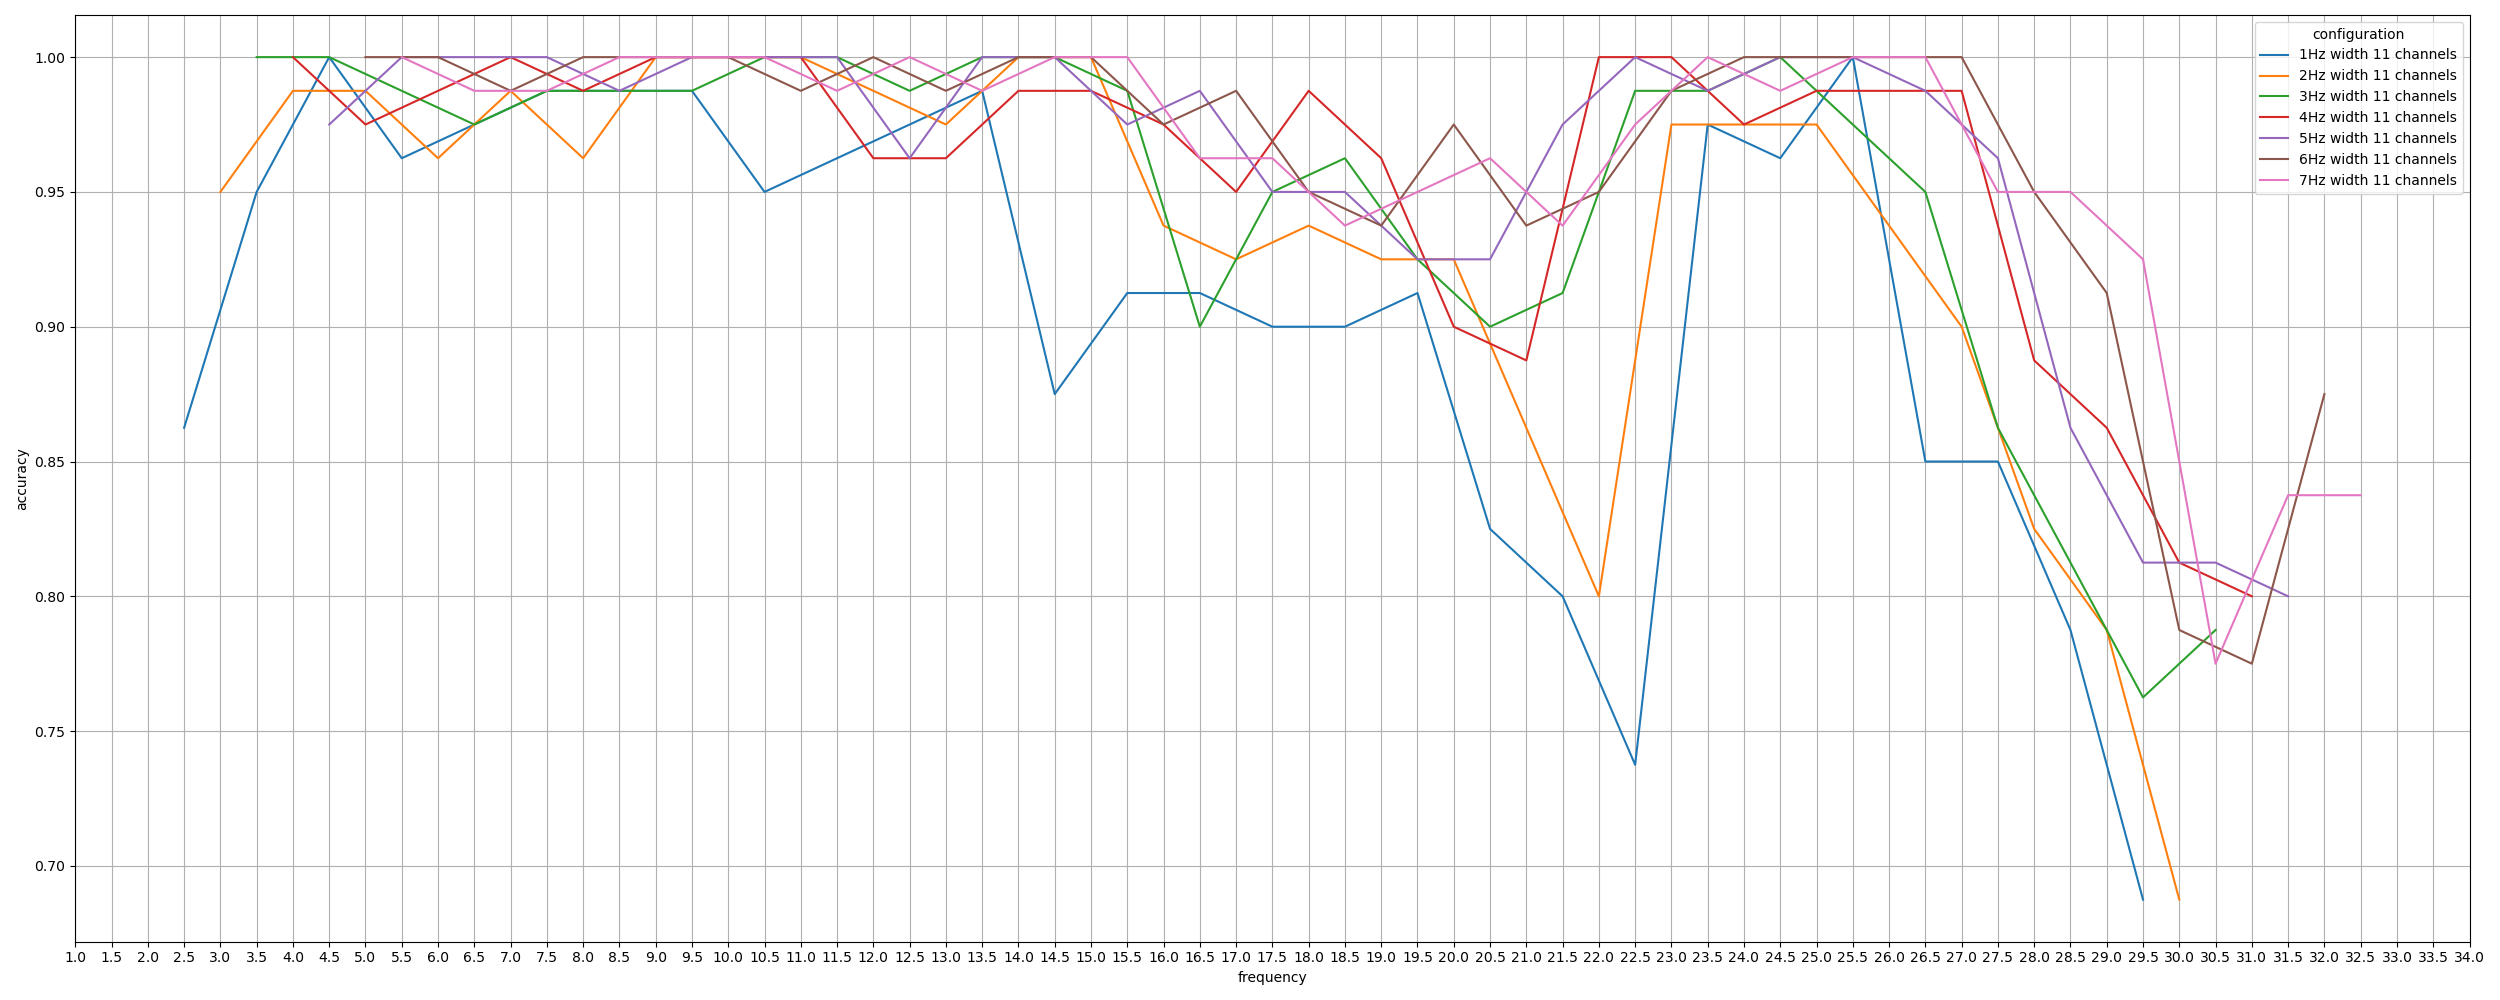 configuration
1Hz width 11 channels
2Hz width 11 channels
3Hz width 11 channels
4Hz width 11 channels
5Hz width 11 channels
6Hz width 11 channels
7Hz width 11 channels
1.00
0.95
0.90
0.85
0.80
0.75
0.70
accuracy
1.0 1.5 2.0 2.5 3.0 3.5 4.0 4.5 5.0 5.5 6.0 6.5 7.0 7.5 8.0 8.5 9.0 9.5 10.0 10.5 11.0 11.5 12.0 12.5 13.0 13.5 14.0 14.5 15.0 15.5 16.0 16.5 17.0 17.5 18.0 18.5 19.0 19.5 20.0 20.5 21.0 21.5 22.0 22.5 23.0 23.5 24.0 24.5 25.0 25.5 26.0 26.5 27.0 27.5 28.0 28.5 29.0 29.5 30.0 30.5 31.0 31.5 32.0 32.5 33.0 33.5 34.0
frequency